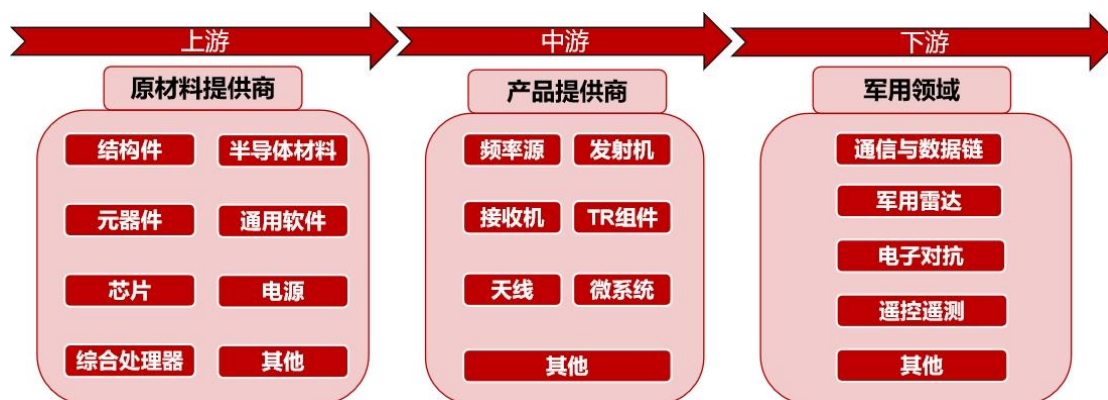 上游
中游
下游
原材料提供商
产品提供商
军用领域
结构件
半导体材料
元器件
通用软件
芯片
电源
综合处理器
其他
频率源
发射机
接收机
TR组件
天线
微系统
其他
通信与数据链
军用雷达
电子对抗
遥控遥测
其他